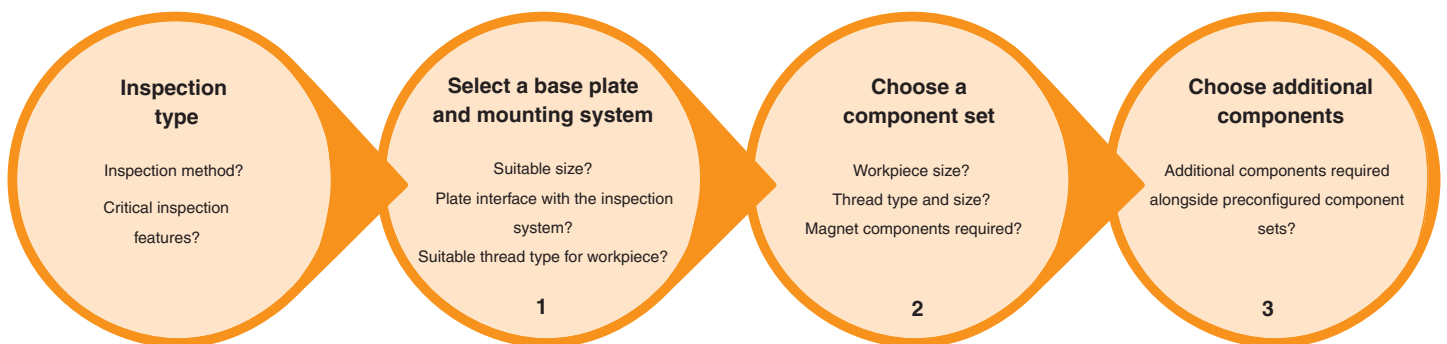 Inspection
type
Inspection method?
Critical inspection
features?
Select a base plate
and mounting system
Suitable size?
Plate interface with the inspection
system?
Suitable thread type for workpiece?
1
Choose a
component set
Workpiece size?
Thread type and size?
Magnet components required?
2
Choose additional
components
Additional components required
alongside preconfigured component
sets?
3